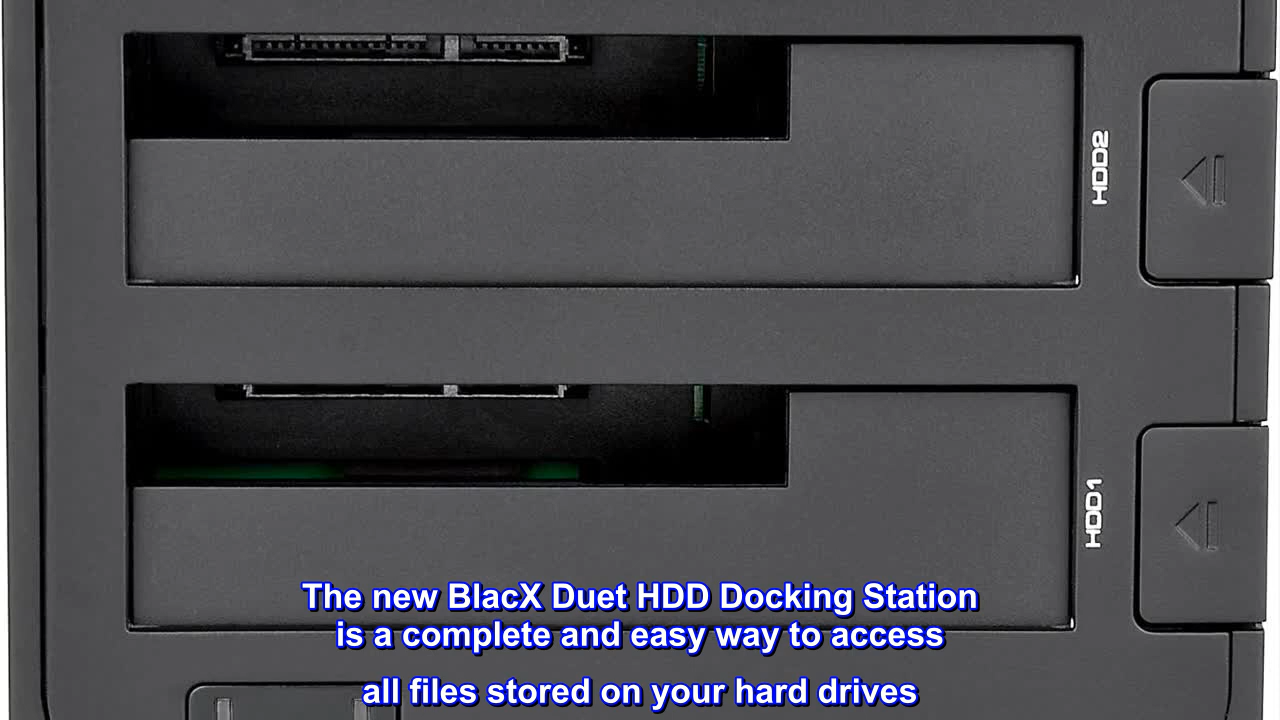 HDD2
HDD1
The new BlacX Duet HDD Docking Station
is a complete and easy way to access
all files stored on your hard drives